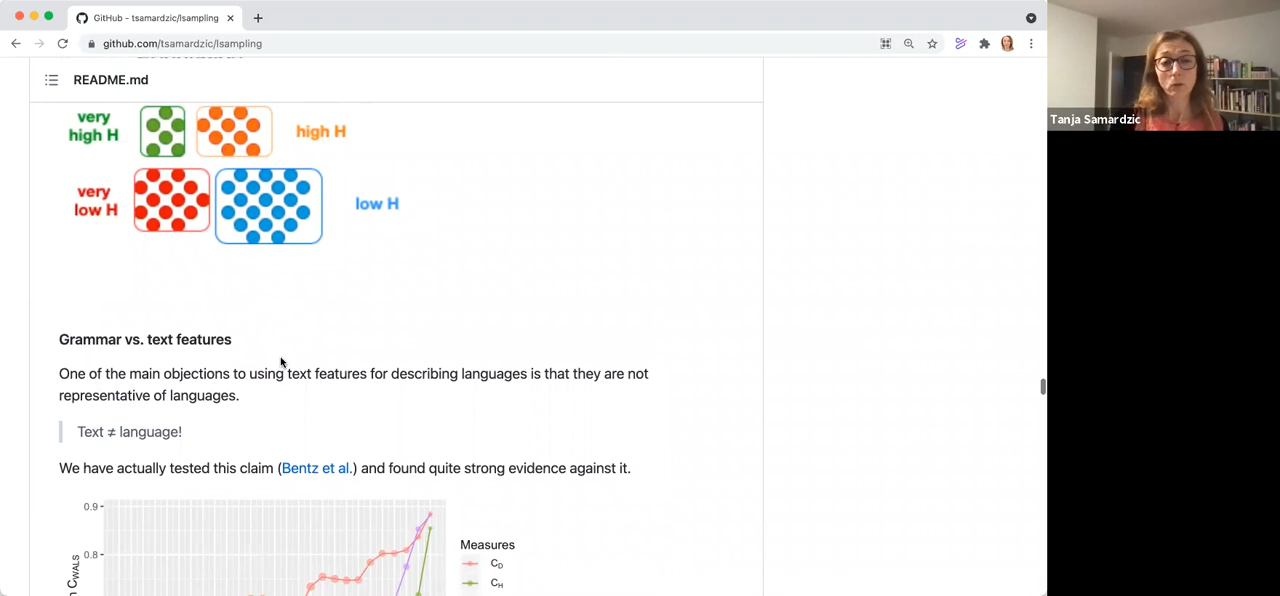 GitHub - tsamardzic/lsampling
github.com/tsamardzic/lsampling
README.md
very
high H
high H
very
low H
low H
Grammar vs. text features
One of the main objections to using text features for describing languages is that they are not
representative of languages.
Text ≠ language!
We have actually tested this claim (Bentz et al.) and found quite strong evidence against it.
0.9
0.8
C_WALS
Measures
C_D
C_H
Tanja Samardzic